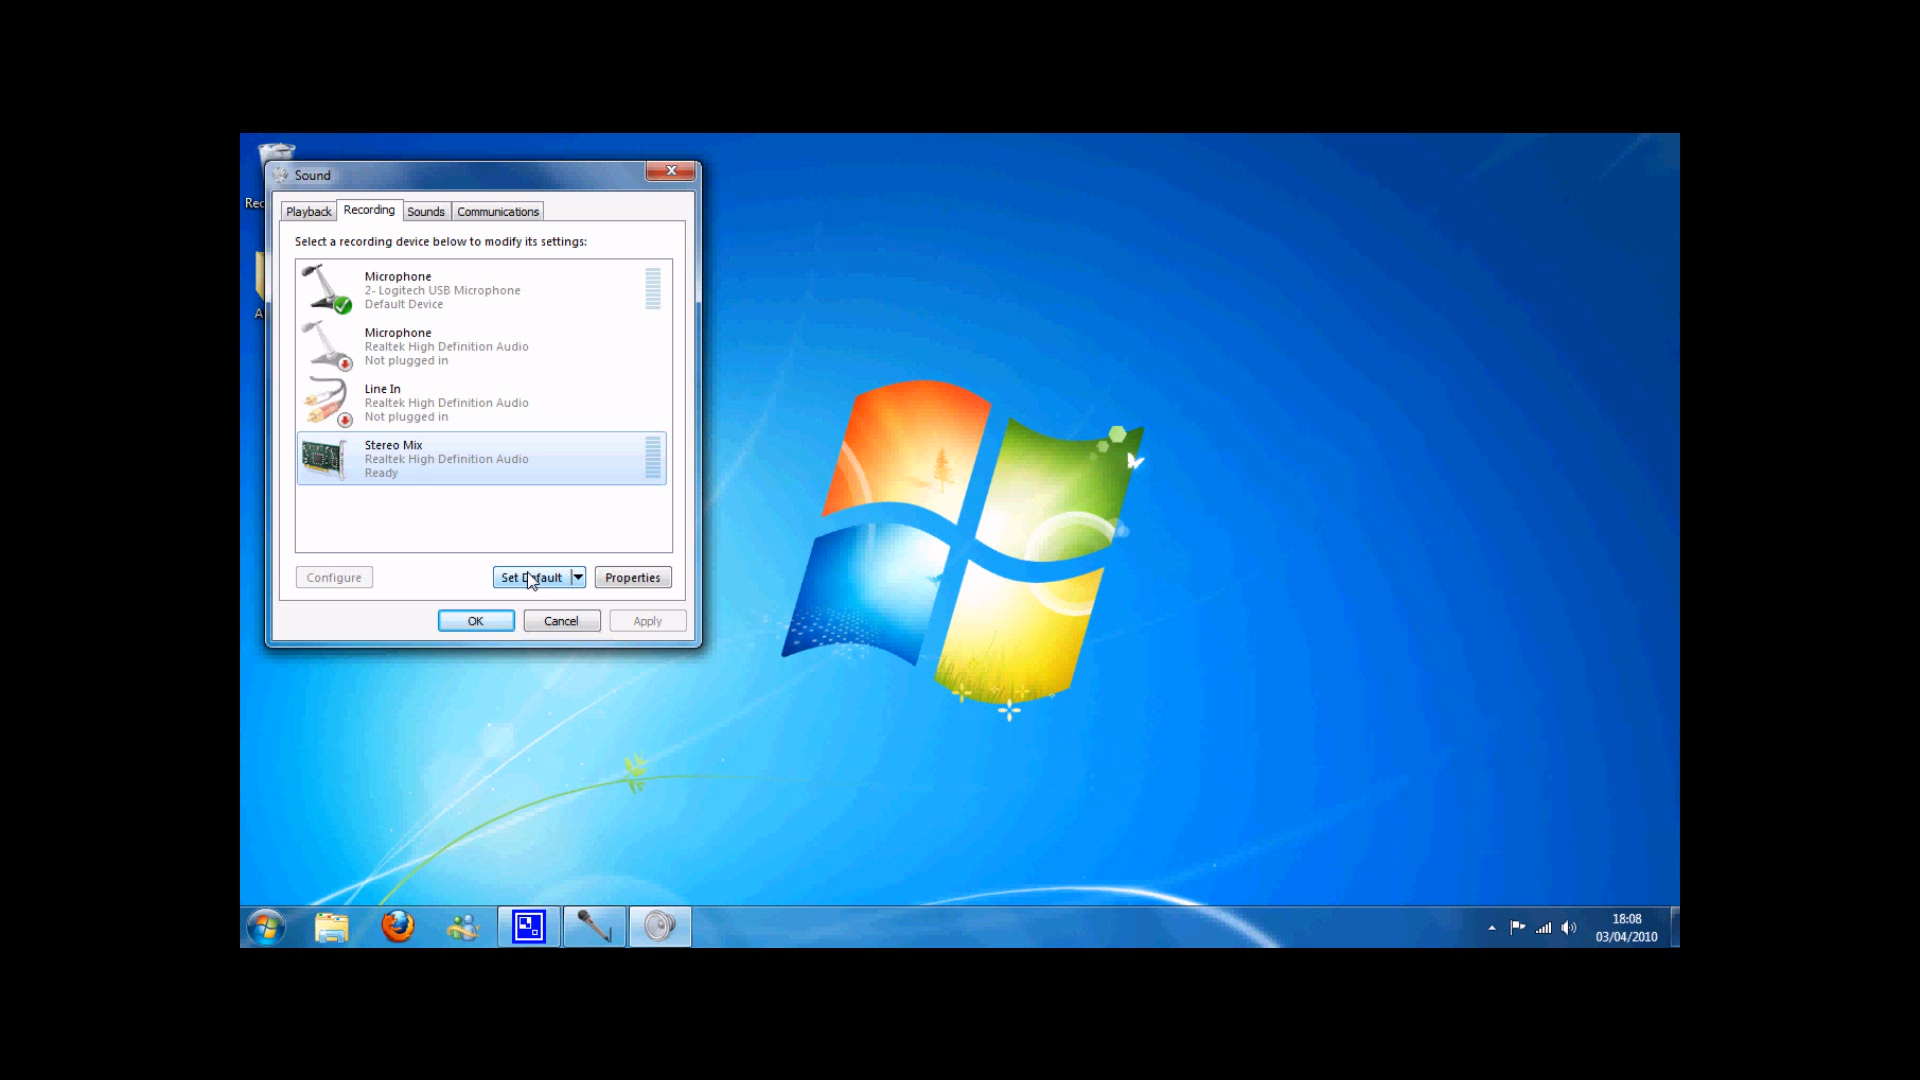 Rec
Sound
Playback
Recording
Sounds
Communications
Select a recording device below to modify its settings:
Microphone
2- Logitech USB Microphone
Default Device
Microphone
Realtek High Definition Audio
Not plugged in
Line In
Realtek High Definition Audio
Not plugged in
Stereo Mix
Realtek High Definition Audio
Ready
A
Configure
Set Default
Properties
OK
Cancel
Apply
18:08
03/04/2010